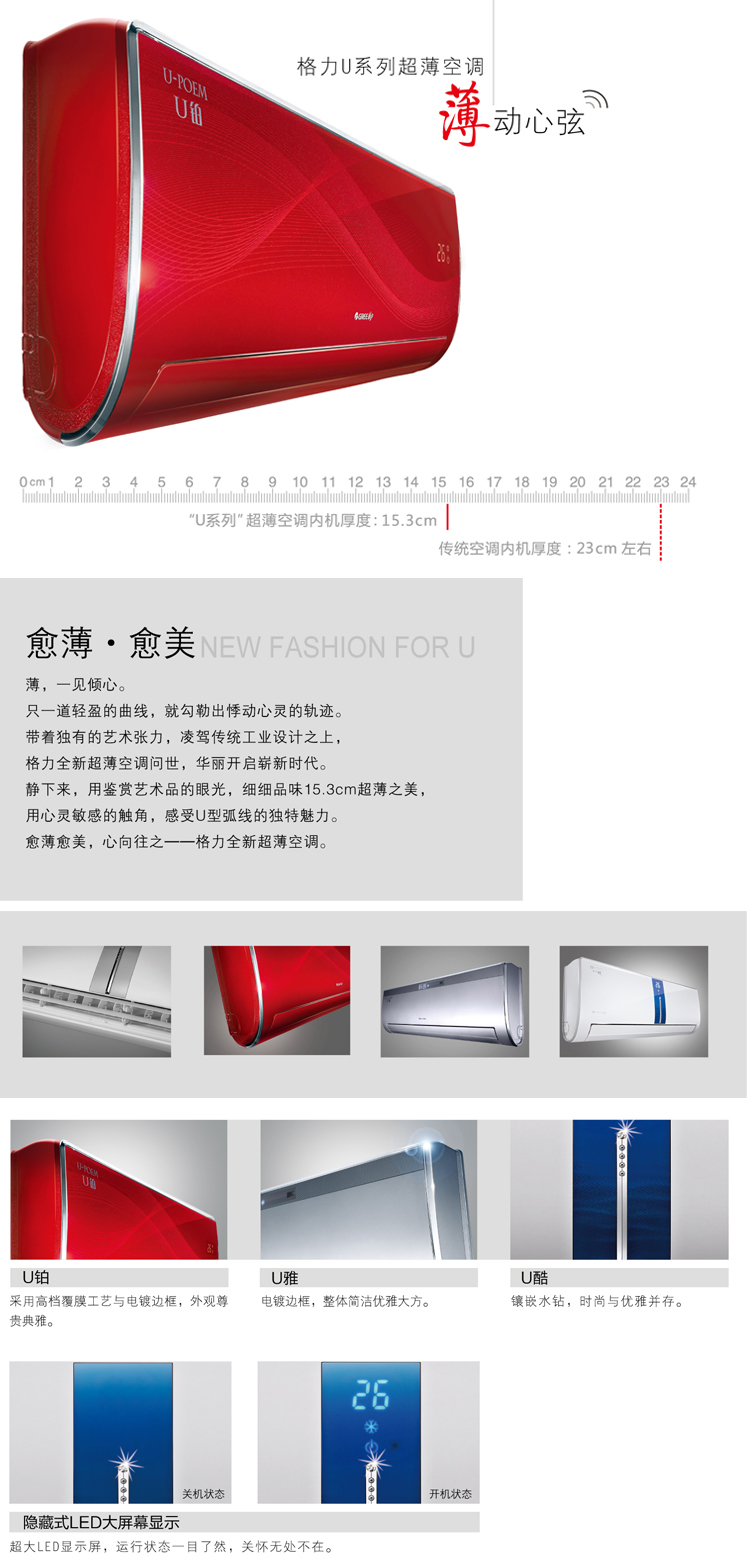 格力U系列超薄空调
薄动心弦
U-POEM
U铂
26
GREE格力
0cm 1 2 3 4 5 6 7 8 9 10 11 12 13 14 15 16 17 18 19 20 21 22 23 24
“U系列”超薄空调内机厚度：15.3cm
传统空调内机厚度：23cm 左右
愈薄·愈美 NEW FASHION FOR U
薄，一见倾心。
只一道轻盈的曲线，就勾勒出悸动心灵的轨迹。
带着独有的艺术张力，凌驾传统工业设计之上，
格力全新超薄空调问世，华丽开启崭新时代。
静下来，用鉴赏艺术品的眼光，细细品味15.3cm超薄之美，
用心灵敏感的触角，感受U型弧线的独特魅力。
愈薄愈美，心向往之——格力全新超薄空调。
U-POEM
U铂
U铂
采用高档覆膜工艺与电镀边框，外观尊
贵典雅。
U雅
电镀边框，整体简洁优雅大方。
U酷
镶嵌水钻，时尚与优雅并存。
关机状态
26
开机状态
隐藏式LED大屏幕显示
超大LED显示屏，运行状态一目了然，关怀无处不在。